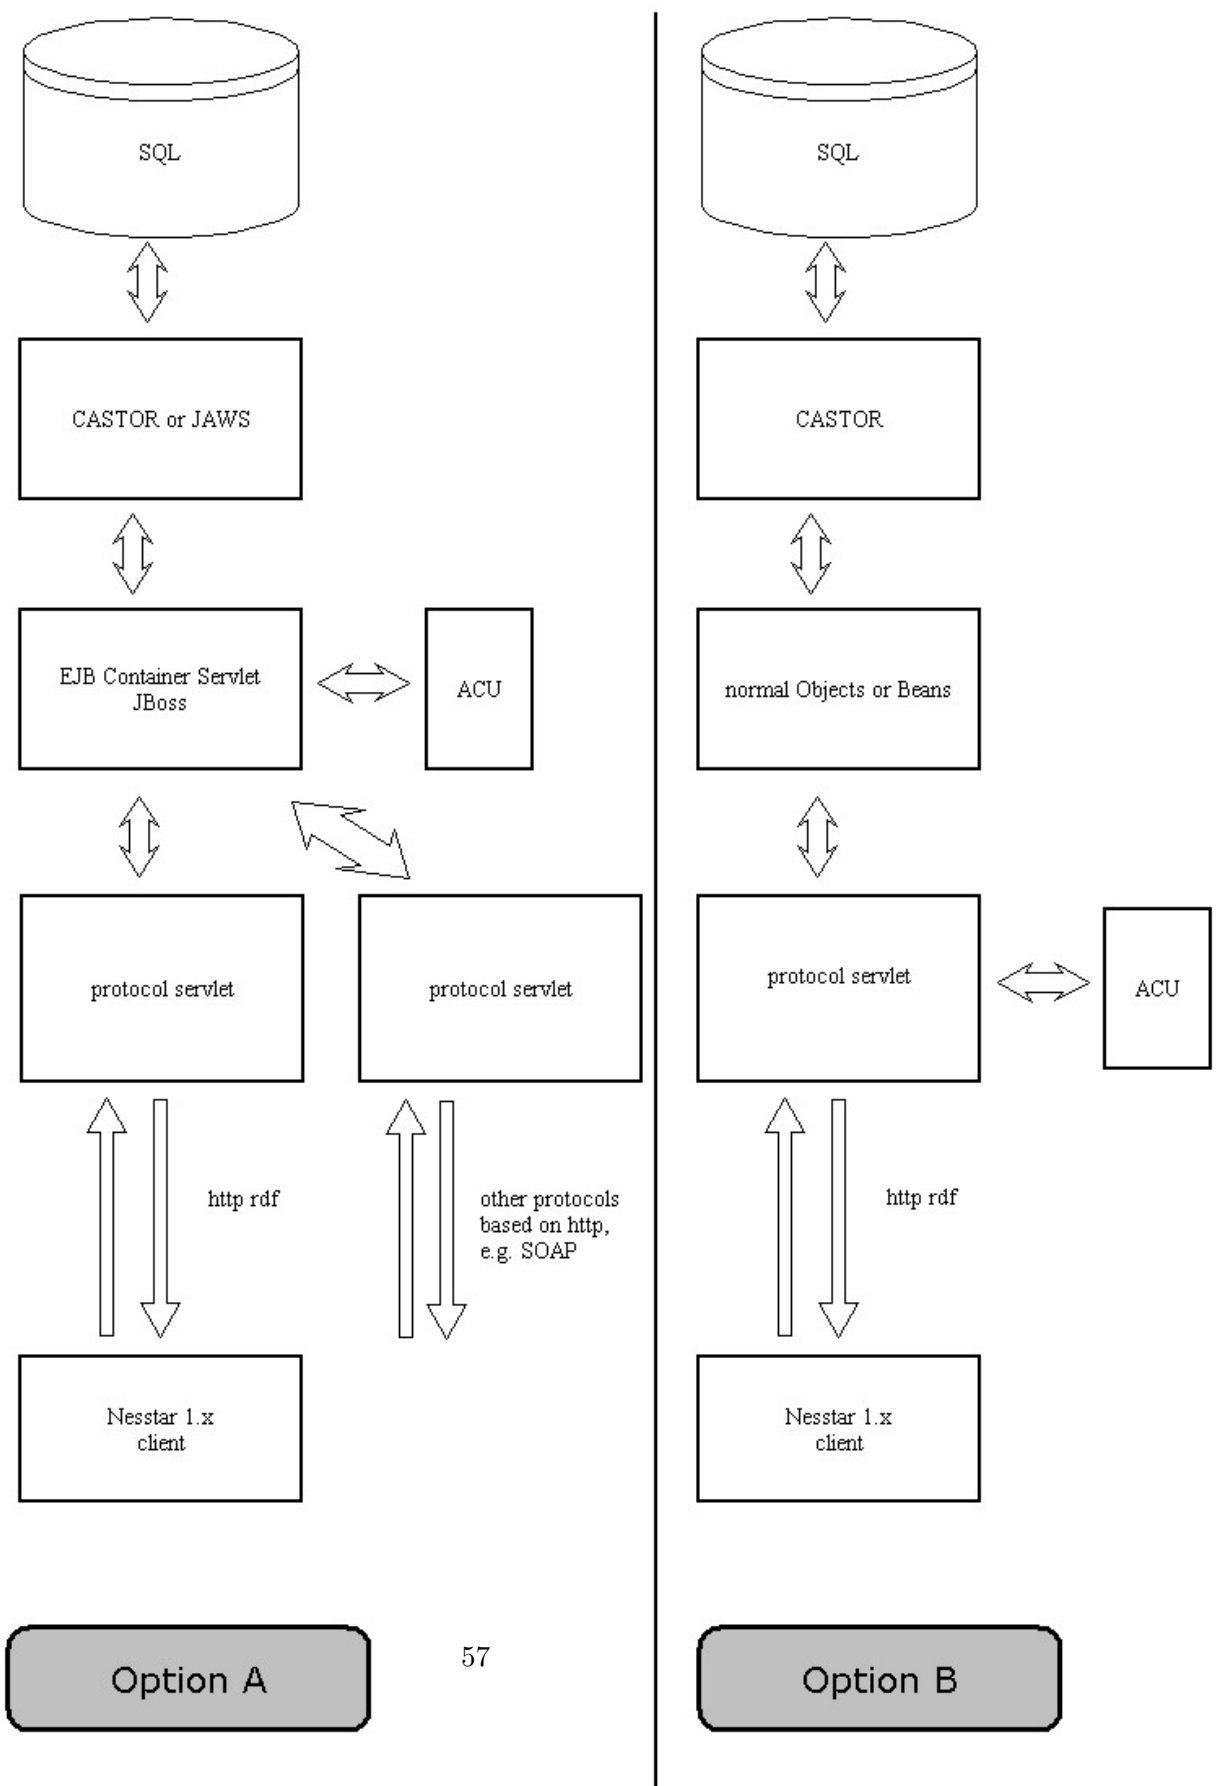 SQL
CASTOR or JAWS
EJB Container Servlet
JBoss
ACU
protocol servlet
protocol servlet
http rdf
other protocols
based on http,
e.g. SOAP
Nesstar 1.x
client
Option A
57
SQL
CASTOR
normal Objects or Beans
protocol servlet
ACU
http rdf
Nesstar 1.x
client
Option B